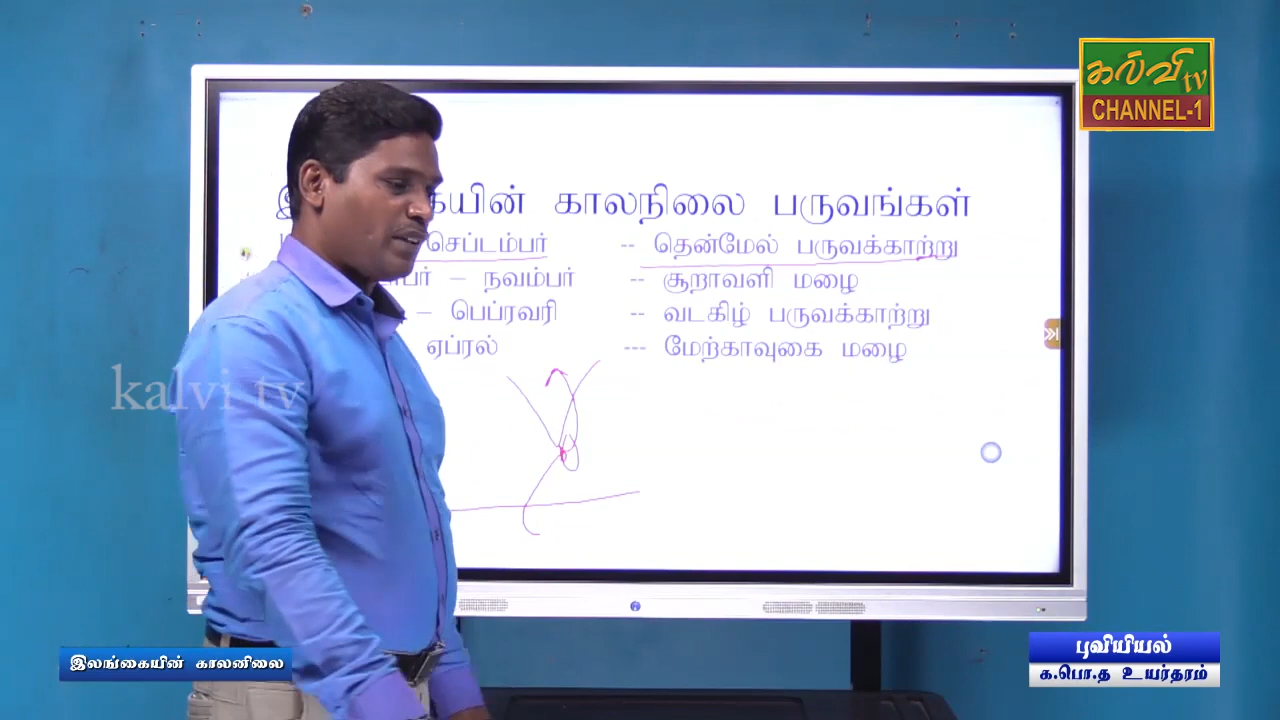 கல்வி tv
CHANNEL-1
காலநிலை பருவங்கள்
செப்டம்பர் -- தென்மேல் பருவக்காற்று
– நவம்பர் -- சூறாவளி மழை
– பெப்ரவரி -- வடகிழ் பருவக்காற்று
ஏப்ரல் --- மேற்காவுகை மழை
kalvi tv
இலங்கையின் காலனிலை
புவியியல்
க.பொ.த உயர்தரம்